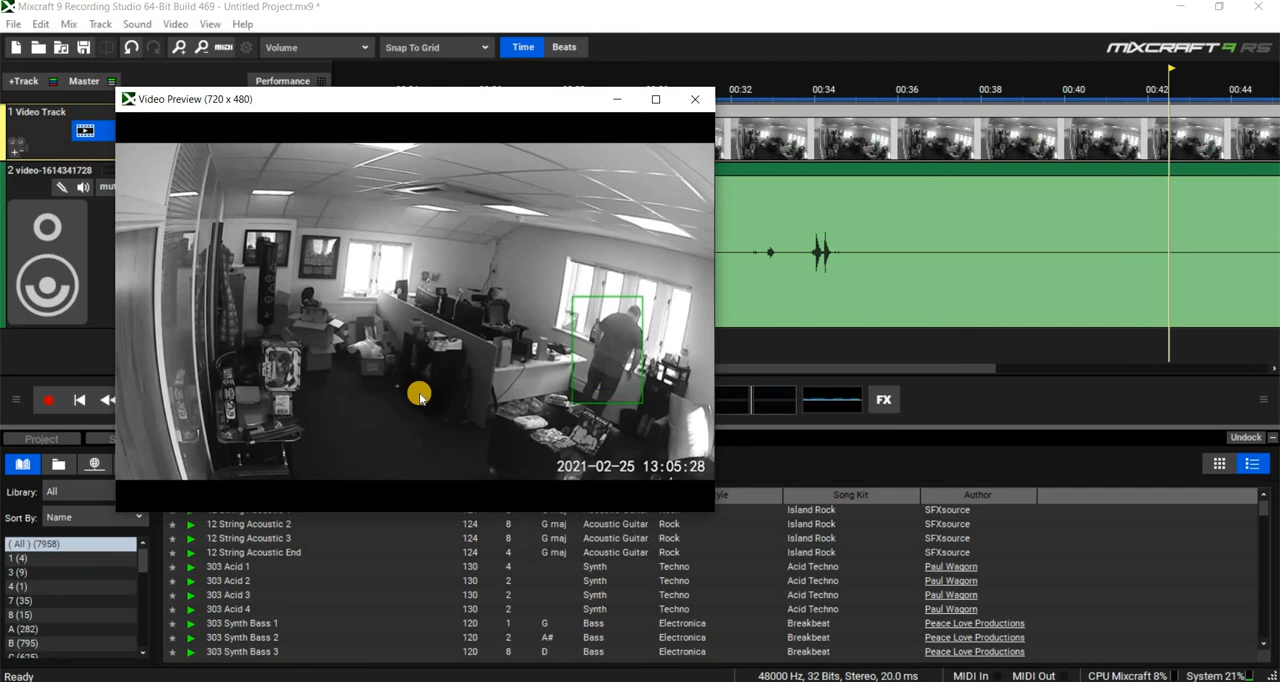 Mixcraft 9 Recording Studio 64-Bit Build 469 - Untitled Project.mx9 *
File Edit Mix Track Sound Video View Help
MIDI Volume Snap To Grid Time Beats MIXCRAFT 9 RS
+Track Master Performance
00:32 00:34 00:36 00:38 00:40 00:42 00:44
Video Preview (720 x 480)
1 Video Track
2 video-1614341728
mu
2021-02-25 13:05:28
FX
Project
Undock
Library: All
Sort By: Name
Song Kit Author
Island Rock SFXsource
12 String Acoustic 2 124 8 G maj Acoustic Guitar Rock Island Rock SFXsource
12 String Acoustic 3 124 8 G maj Acoustic Guitar Rock Island Rock SFXsource
12 String Acoustic End 124 4 G maj Acoustic Guitar Rock Island Rock SFXsource
303 Acid 1 130 4 Synth Techno Acid Techno Paul Wagorn
303 Acid 2 130 2 Synth Techno Acid Techno Paul Wagorn
303 Acid 3 130 2 Synth Techno Acid Techno Paul Wagorn
303 Acid 4 130 2 Synth Techno Acid Techno Paul Wagorn
303 Synth Bass 1 120 1 G Bass Electronica Breakbeat Peace Love Productions
303 Synth Bass 2 120 2 A# Bass Electronica Breakbeat Peace Love Productions
303 Synth Bass 3 120 8 D Bass Electronica Breakbeat Peace Love Productions
( All ) (7958)
1 (4)
3 (9)
4 (1)
7 (35)
8 (15)
A (282)
B (795)
C (625)
Ready 48000 Hz, 32 Bits, Stereo, 20.0 ms MIDI In MIDI Out CPU Mixcraft 8% System 21%